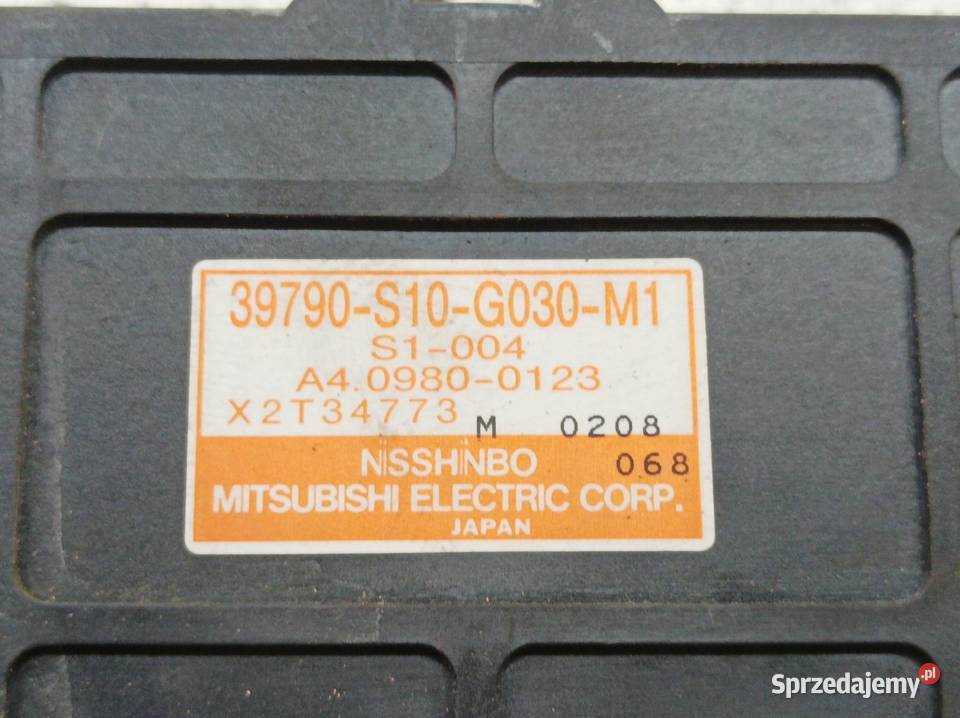 39790-S10-G030-M1
S1-004
A4.0980-0123
X2T34773 M 0208
NISSHINBO 068
MITSUBISHI ELECTRIC CORP.
JAPAN
Sprzedajemy.pl